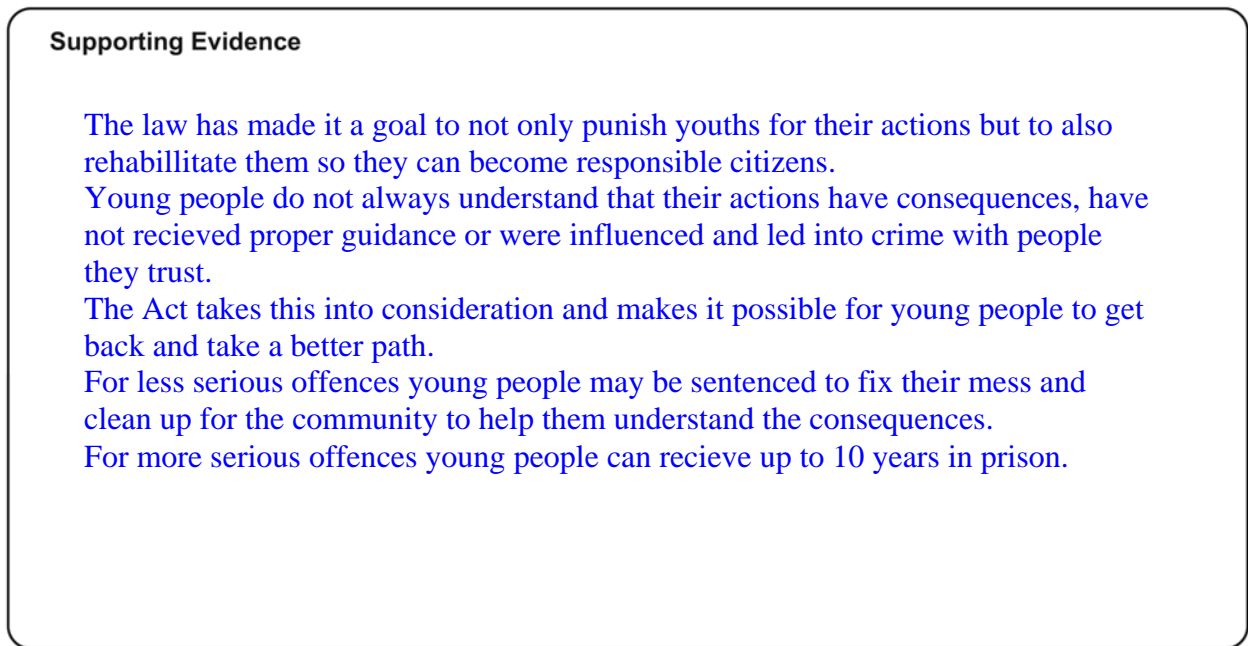 Supporting Evidence
The law has made it a goal to not only punish youths for their actions but to also
rehabillitate them so they can become responsible citizens.
Young people do not always understand that their actions have consequences, have
not recieved proper guidance or were influenced and led into crime with people
they trust.
The Act takes this into consideration and makes it possible for young people to get
back and take a better path.
For less serious offences young people may be sentenced to fix their mess and
clean up for the community to help them understand the consequences.
For more serious offences young people can recieve up to 10 years in prison.